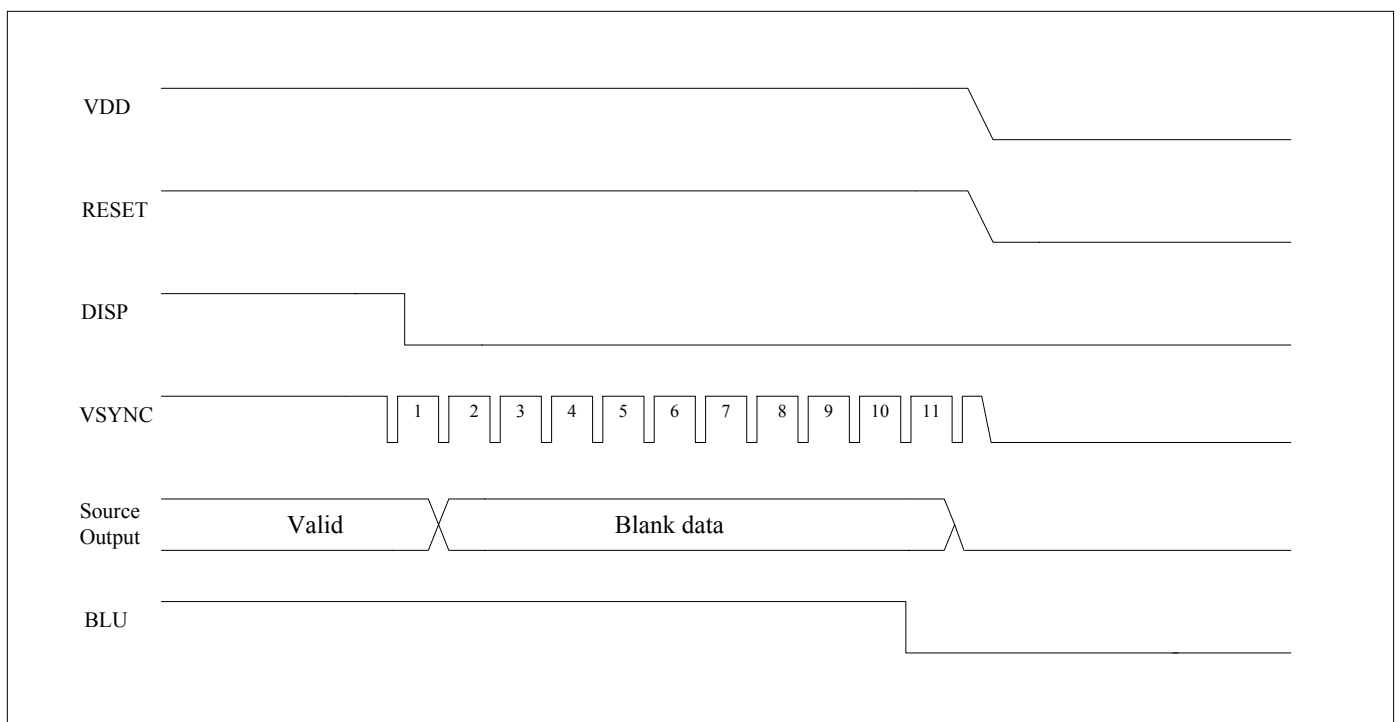 VDD
RESET
DISP
VSYNC
1 2 3 4 5 6 7 8 9 10 11
Source
Output
Valid
Blank data
BLU